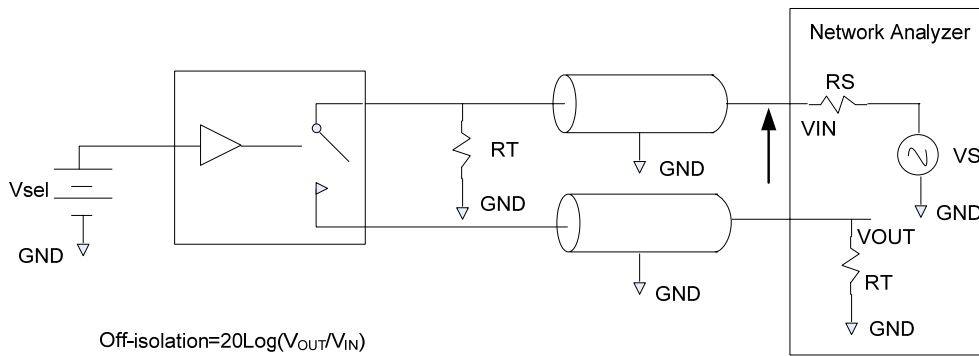 Network Analyzer
RS
VIN
VS
RT
GND
GND
GND
Vsel
GND
VOUT
RT
GND
GND
Off-isolation=20Log(VOUT/VIN)